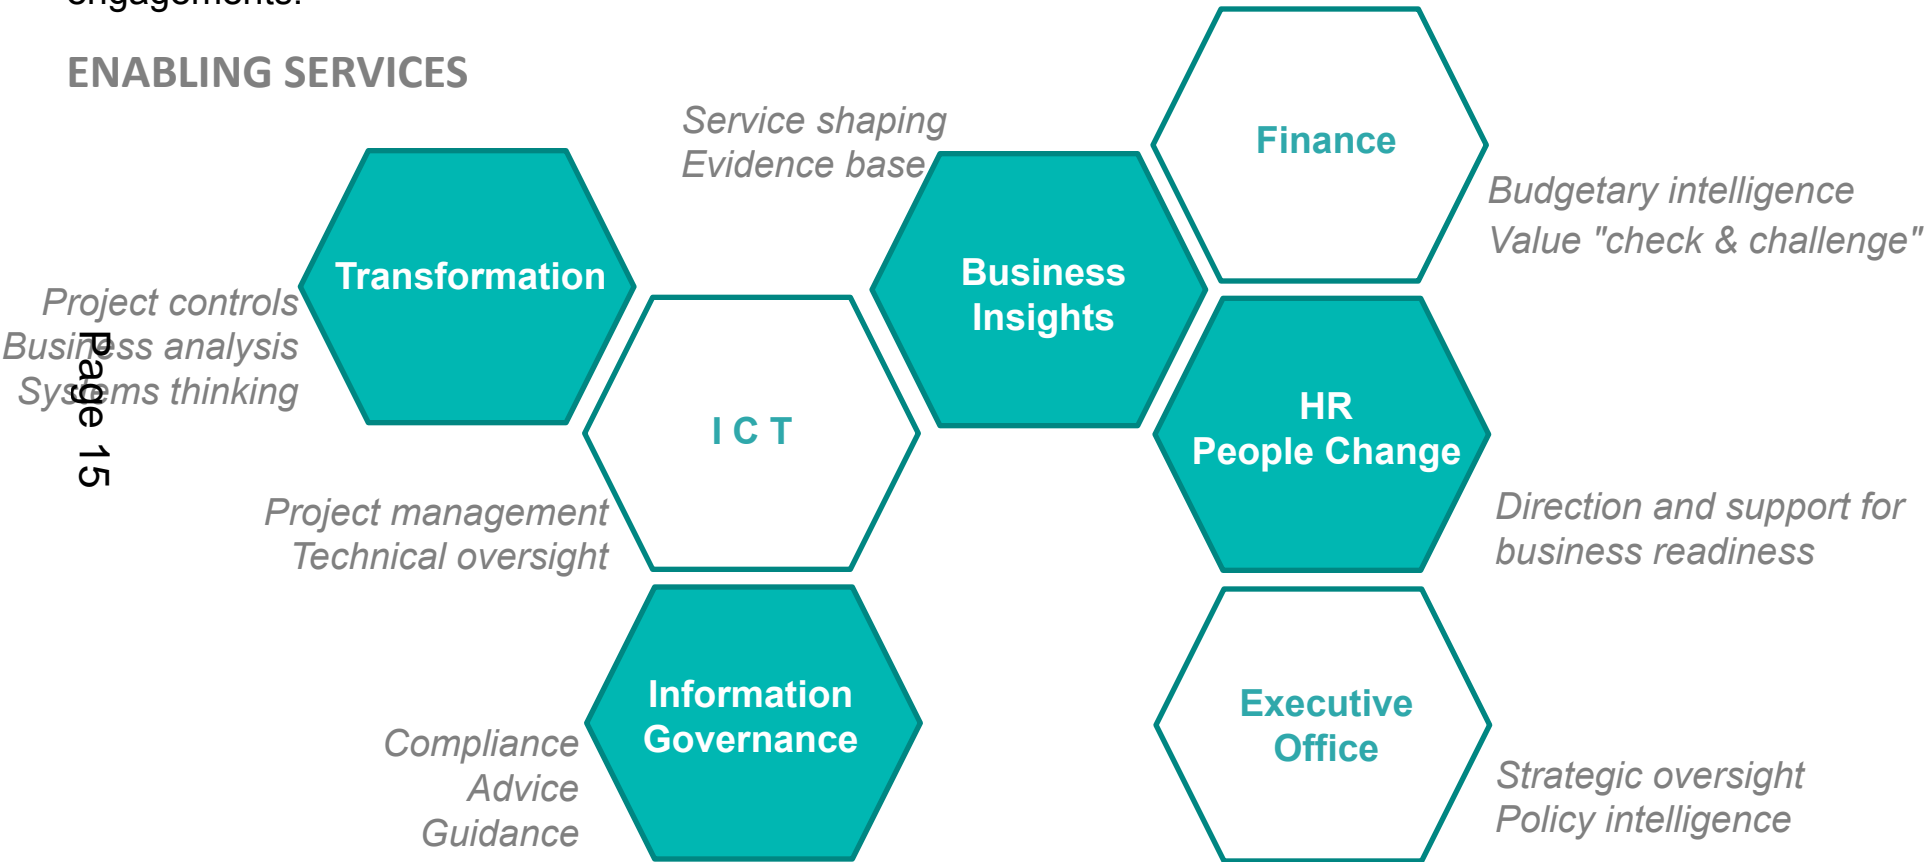 engagements.
ENABLING SERVICES
Service shaping
Evidence base
Finance
Budgetary intelligence
Value "check & challenge"
Transformation
Project controls
Business analysis
Systems thinking
Business
Insights
Page 15
I C T
HR
People Change
Project management
Technical oversight
Direction and support for
business readiness
Information
Governance
Compliance
Advice
Guidance
Executive
Office
Strategic oversight
Policy intelligence